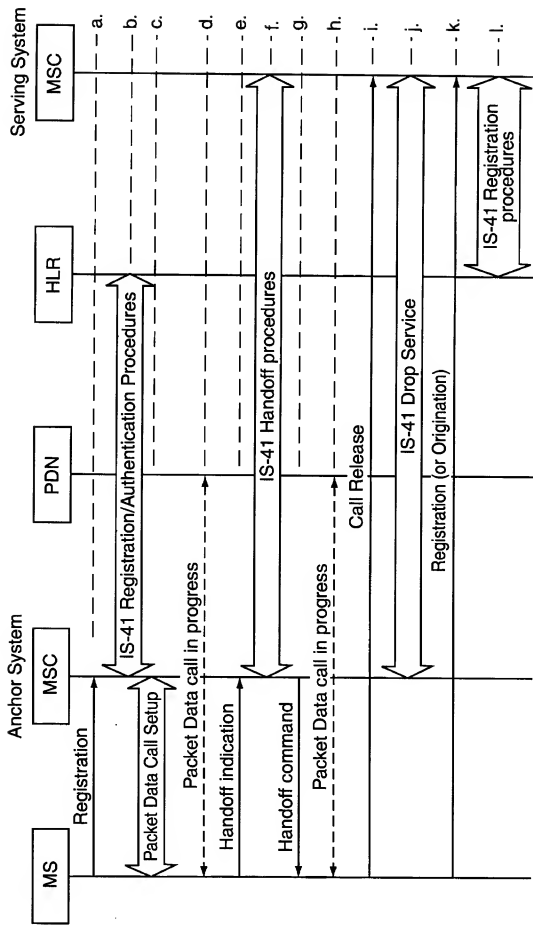 Anchor System
Serving System
MS
MSC
PDN
HLR
MSC
Registration
a.
IS-41 Registration/Authentication Procedures
b.
Packet Data Call Setup
c.
Packet Data call in progress
d.
Handoff indication
e.
IS-41 Handoff procedures
f.
Handoff command
g.
Packet Data call in progress
h.
Call Release
i.
IS-41 Drop Service
j.
Registration (or Origination)
k.
IS-41 Registration
procedures
l.